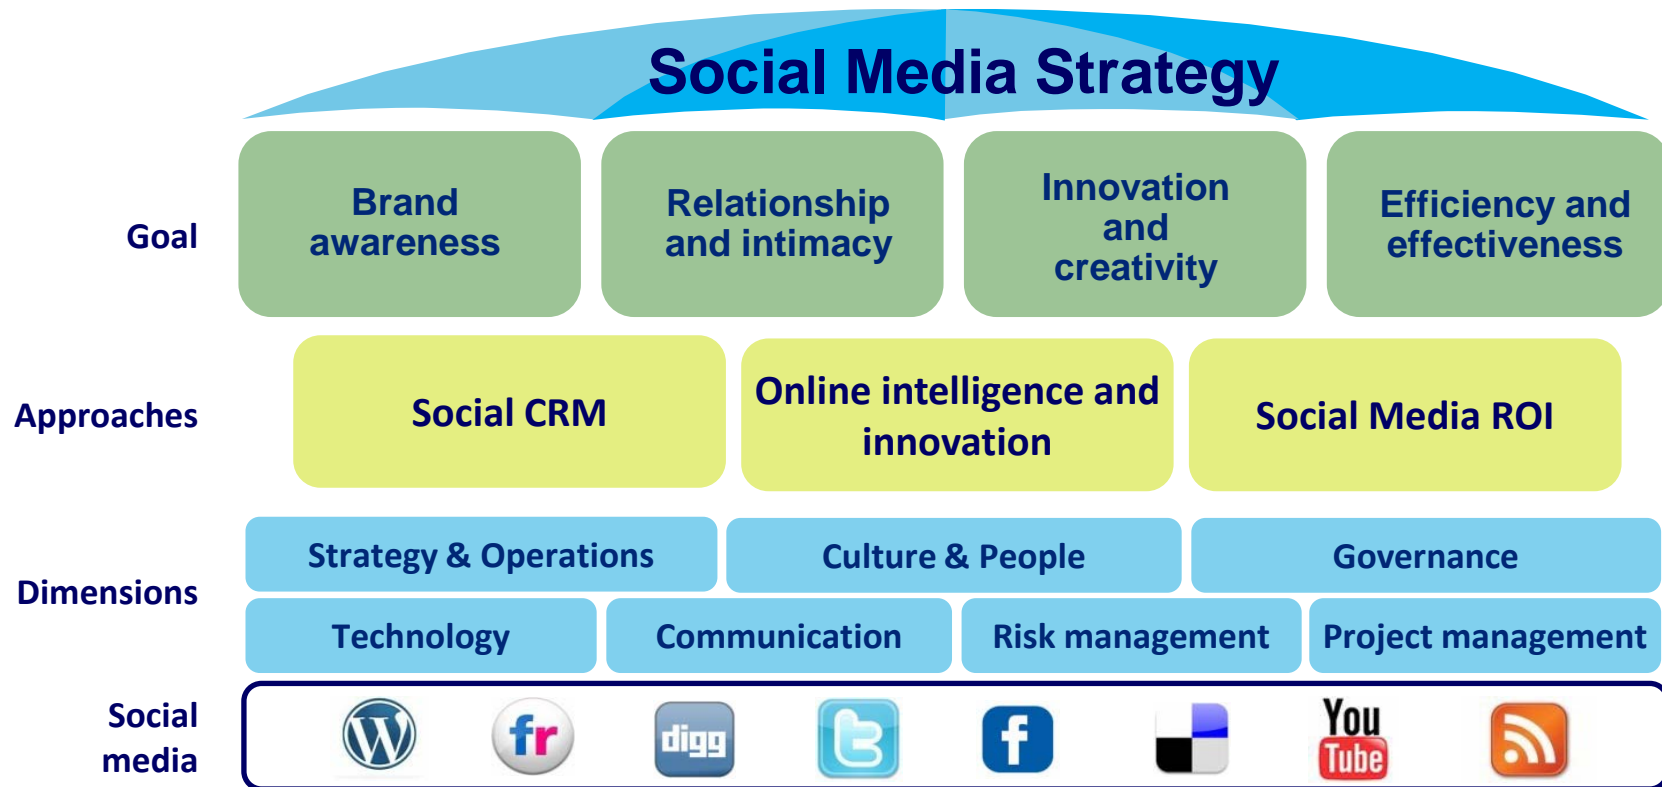 Social Media Strategy
Goal
Brand
awareness
Relationship
and intimacy
Innovation
and
creativity
Efficiency and
effectiveness
Approaches
Social CRM
Online intelligence and
innovation
Social Media ROI
Dimensions
Strategy & Operations
Culture & People
Governance
Technology
Communication
Risk management
Project management
Social
media
W
fr
digg
t
f
You
Tube